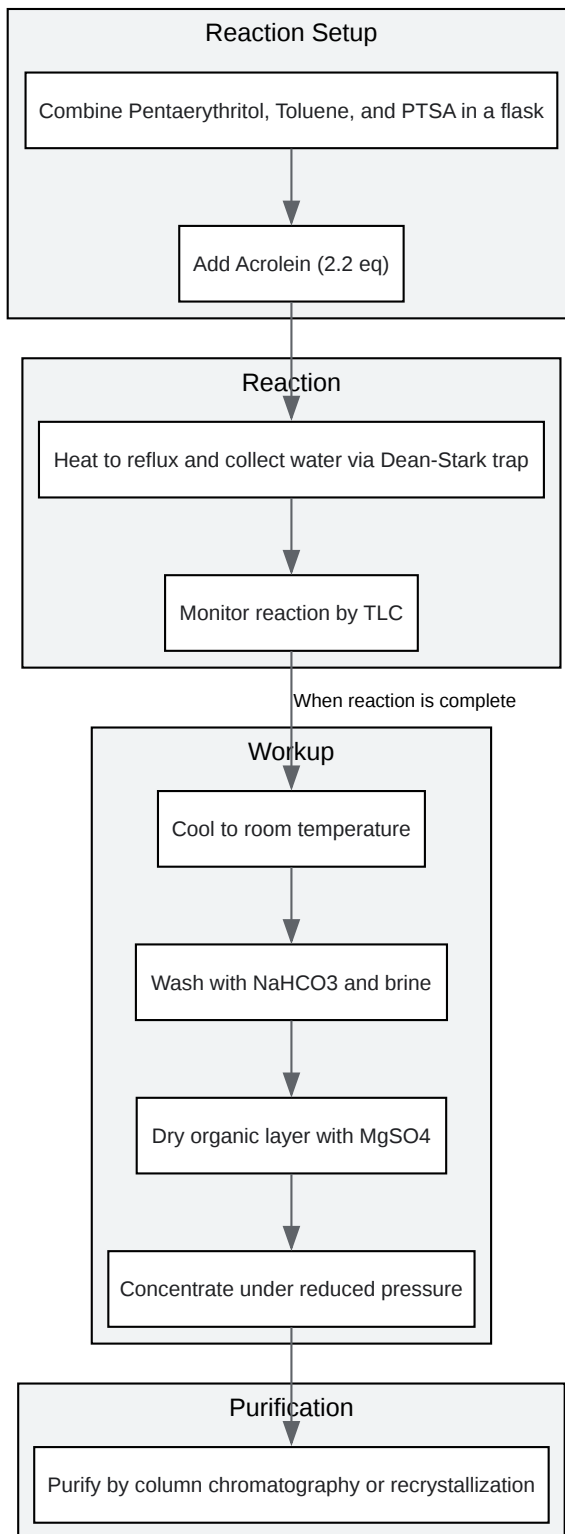 Reaction Setup
Combine Pentaerythritol, Toluene, and PTSA in a flask
Add Acrolein (2.2 eq)
Reaction
Heat to reflux and collect water via Dean-Stark trap
Monitor reaction by TLC
When reaction is complete
Workup
Cool to room temperature
Wash with NaHCO3 and brine
Dry organic layer with MgSO4
Concentrate under reduced pressure
Purification
Purify by column chromatography or recrystallization